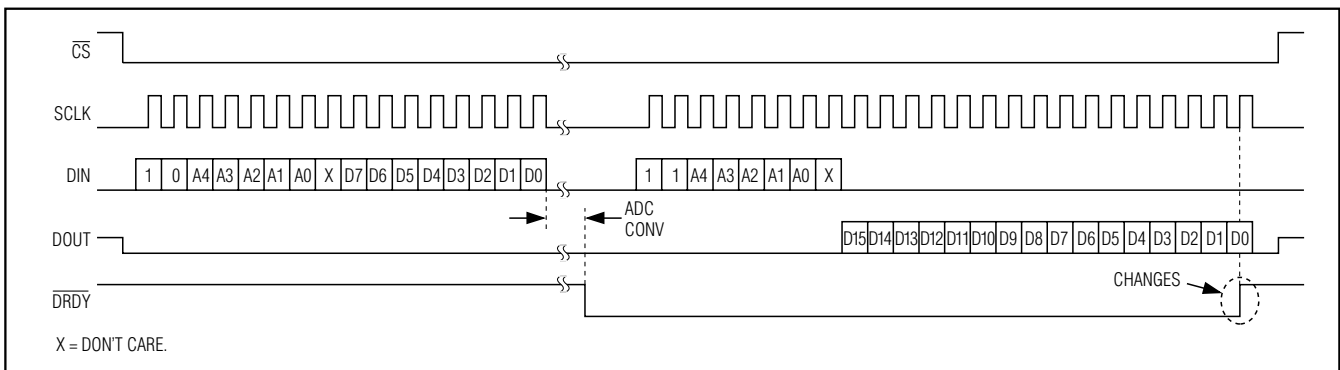 CS
SCLK
DIN 1 0 A4 A3 A2 A1 A0 X D7 D6 D5 D4 D3 D2 D1 D0 1 1 A4 A3 A2 A1 A0 X
ADC
CONV
DOUT D15 D14 D13 D12 D11 D10 D9 D8 D7 D6 D5 D4 D3 D2 D1 D0
CHANGES
DRDY
X = DON'T CARE.